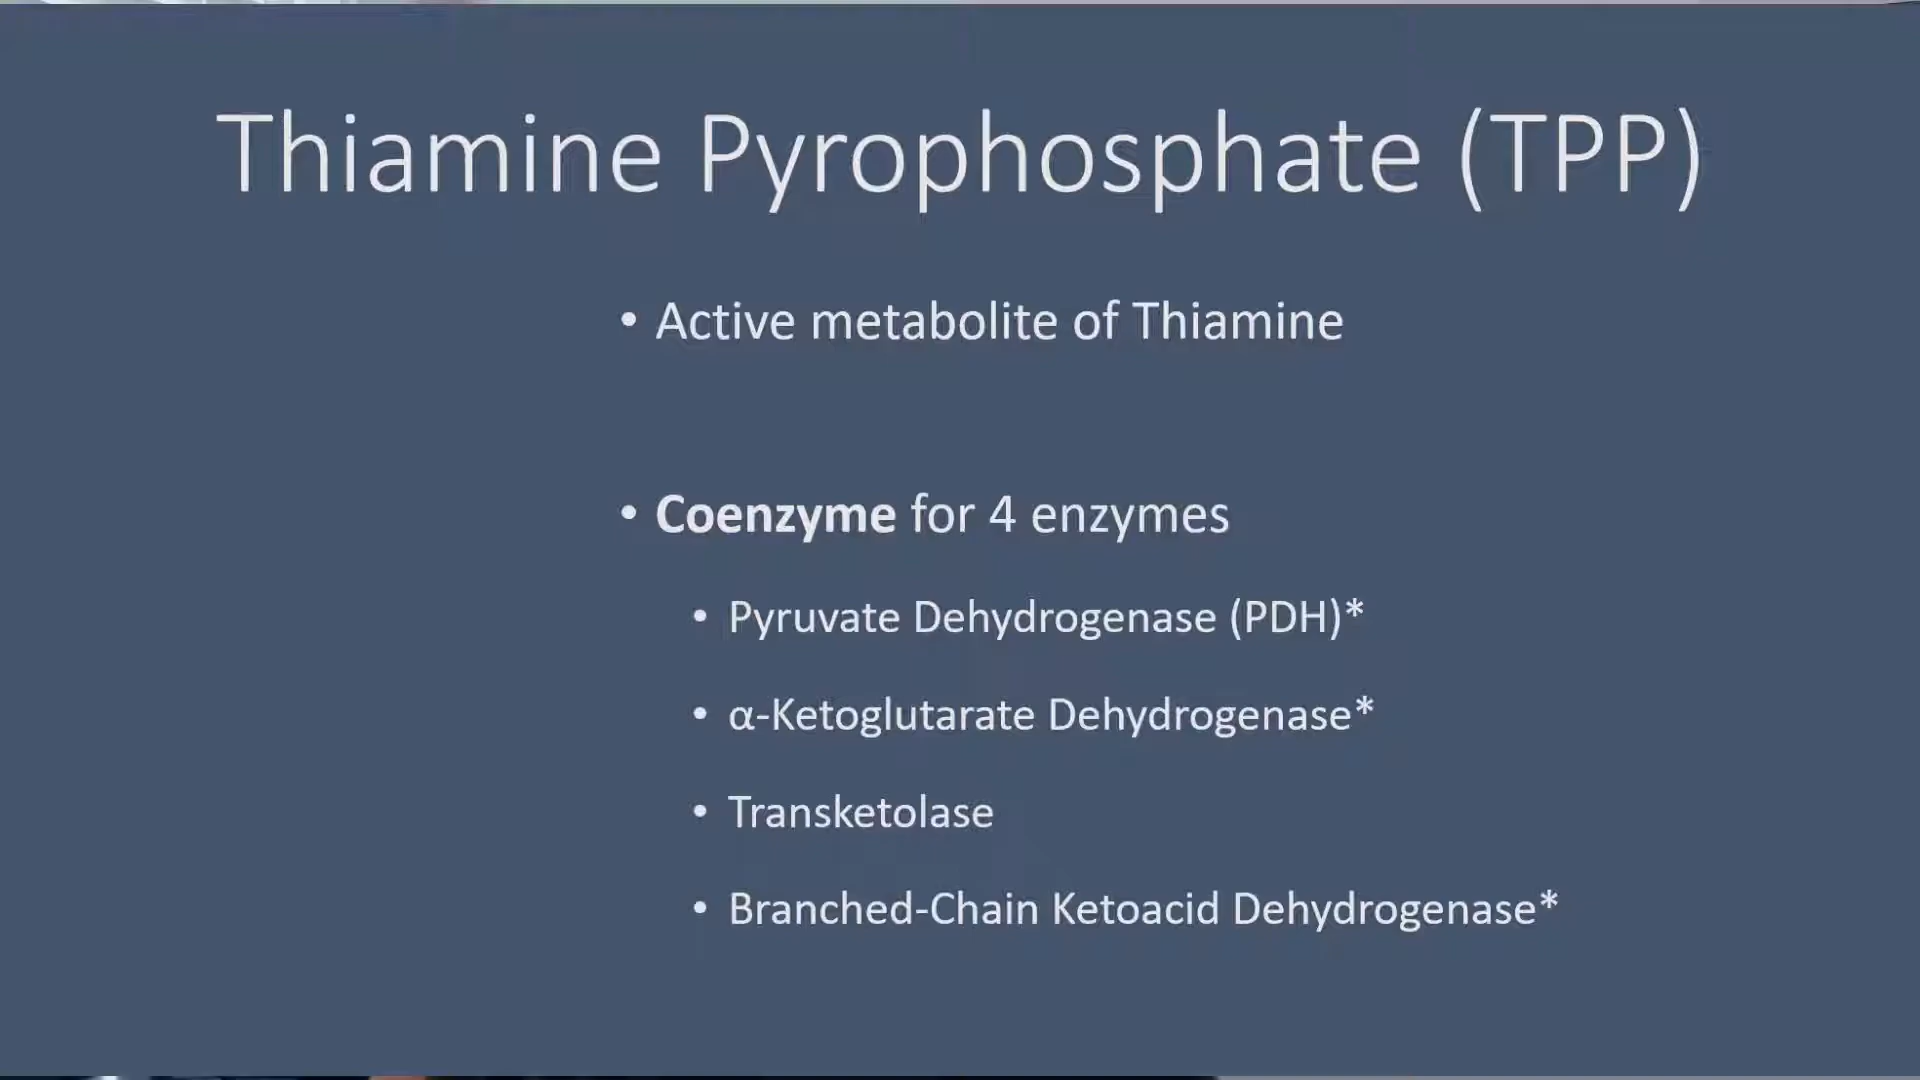 Thiamine Pyrophosphate (TPP)
• Active metabolite of Thiamine
• Coenzyme for 4 enzymes
• Pyruvate Dehydrogenase (PDH)*
• α-Ketoglutarate Dehydrogenase*
• Transketolase
• Branched-Chain Ketoacid Dehydrogenase*